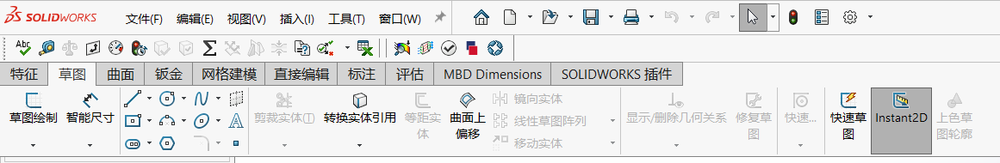 SOLIDWORKS 文件(F) 编辑(E) 视图(V) 插入(I) 工具(T) 窗口(W)
Abc
特征 草图 曲面 钣金 网格建模 直接编辑 标注 评估 MBD Dimensions SOLIDWORKS 插件
草图绘制 智能尺寸 剪裁实体(T) 转换实体引用 等距实体 曲面上偏移 镜向实体 线性草图阵列 移动实体 显示/删除几何关系 修复草图 快速... 快速草图 Instant2D 上色草图轮廓